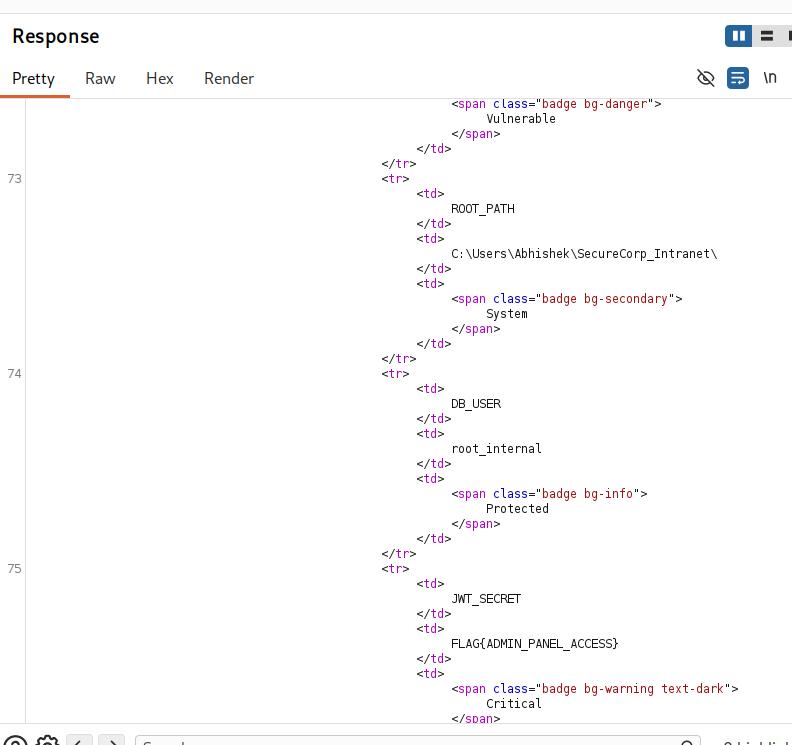 Response
Pretty Raw Hex Render \n
<span class="badge bg-danger">
Vulnerable
</span>
</td>
</tr>
73 <tr>
<td>
ROOT_PATH
</td>
<td>
C:\Users\Abhishek\SecureCorp_Intranet\
</td>
<td>
<span class="badge bg-secondary">
System
</span>
</td>
</tr>
74 <tr>
<td>
DB_USER
</td>
<td>
root_internal
</td>
<td>
<span class="badge bg-info">
Protected
</span>
</td>
</tr>
75 <tr>
<td>
JWT_SECRET
</td>
<td>
FLAG{ADMIN_PANEL_ACCESS}
</td>
<td>
<span class="badge bg-warning text-dark">
Critical
</span>